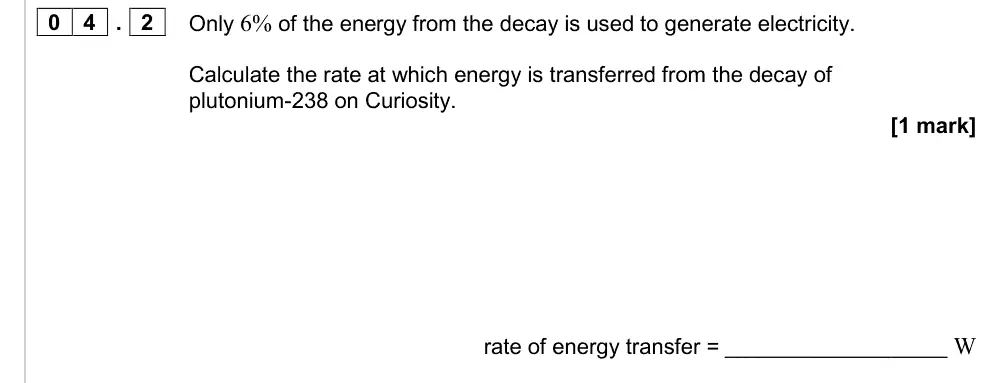 0 4 . 2 Only 6% of the energy from the decay is used to generate electricity.
Calculate the rate at which energy is transferred from the decay of
plutonium-238 on Curiosity.
[1 mark]
rate of energy transfer = ___________________ W